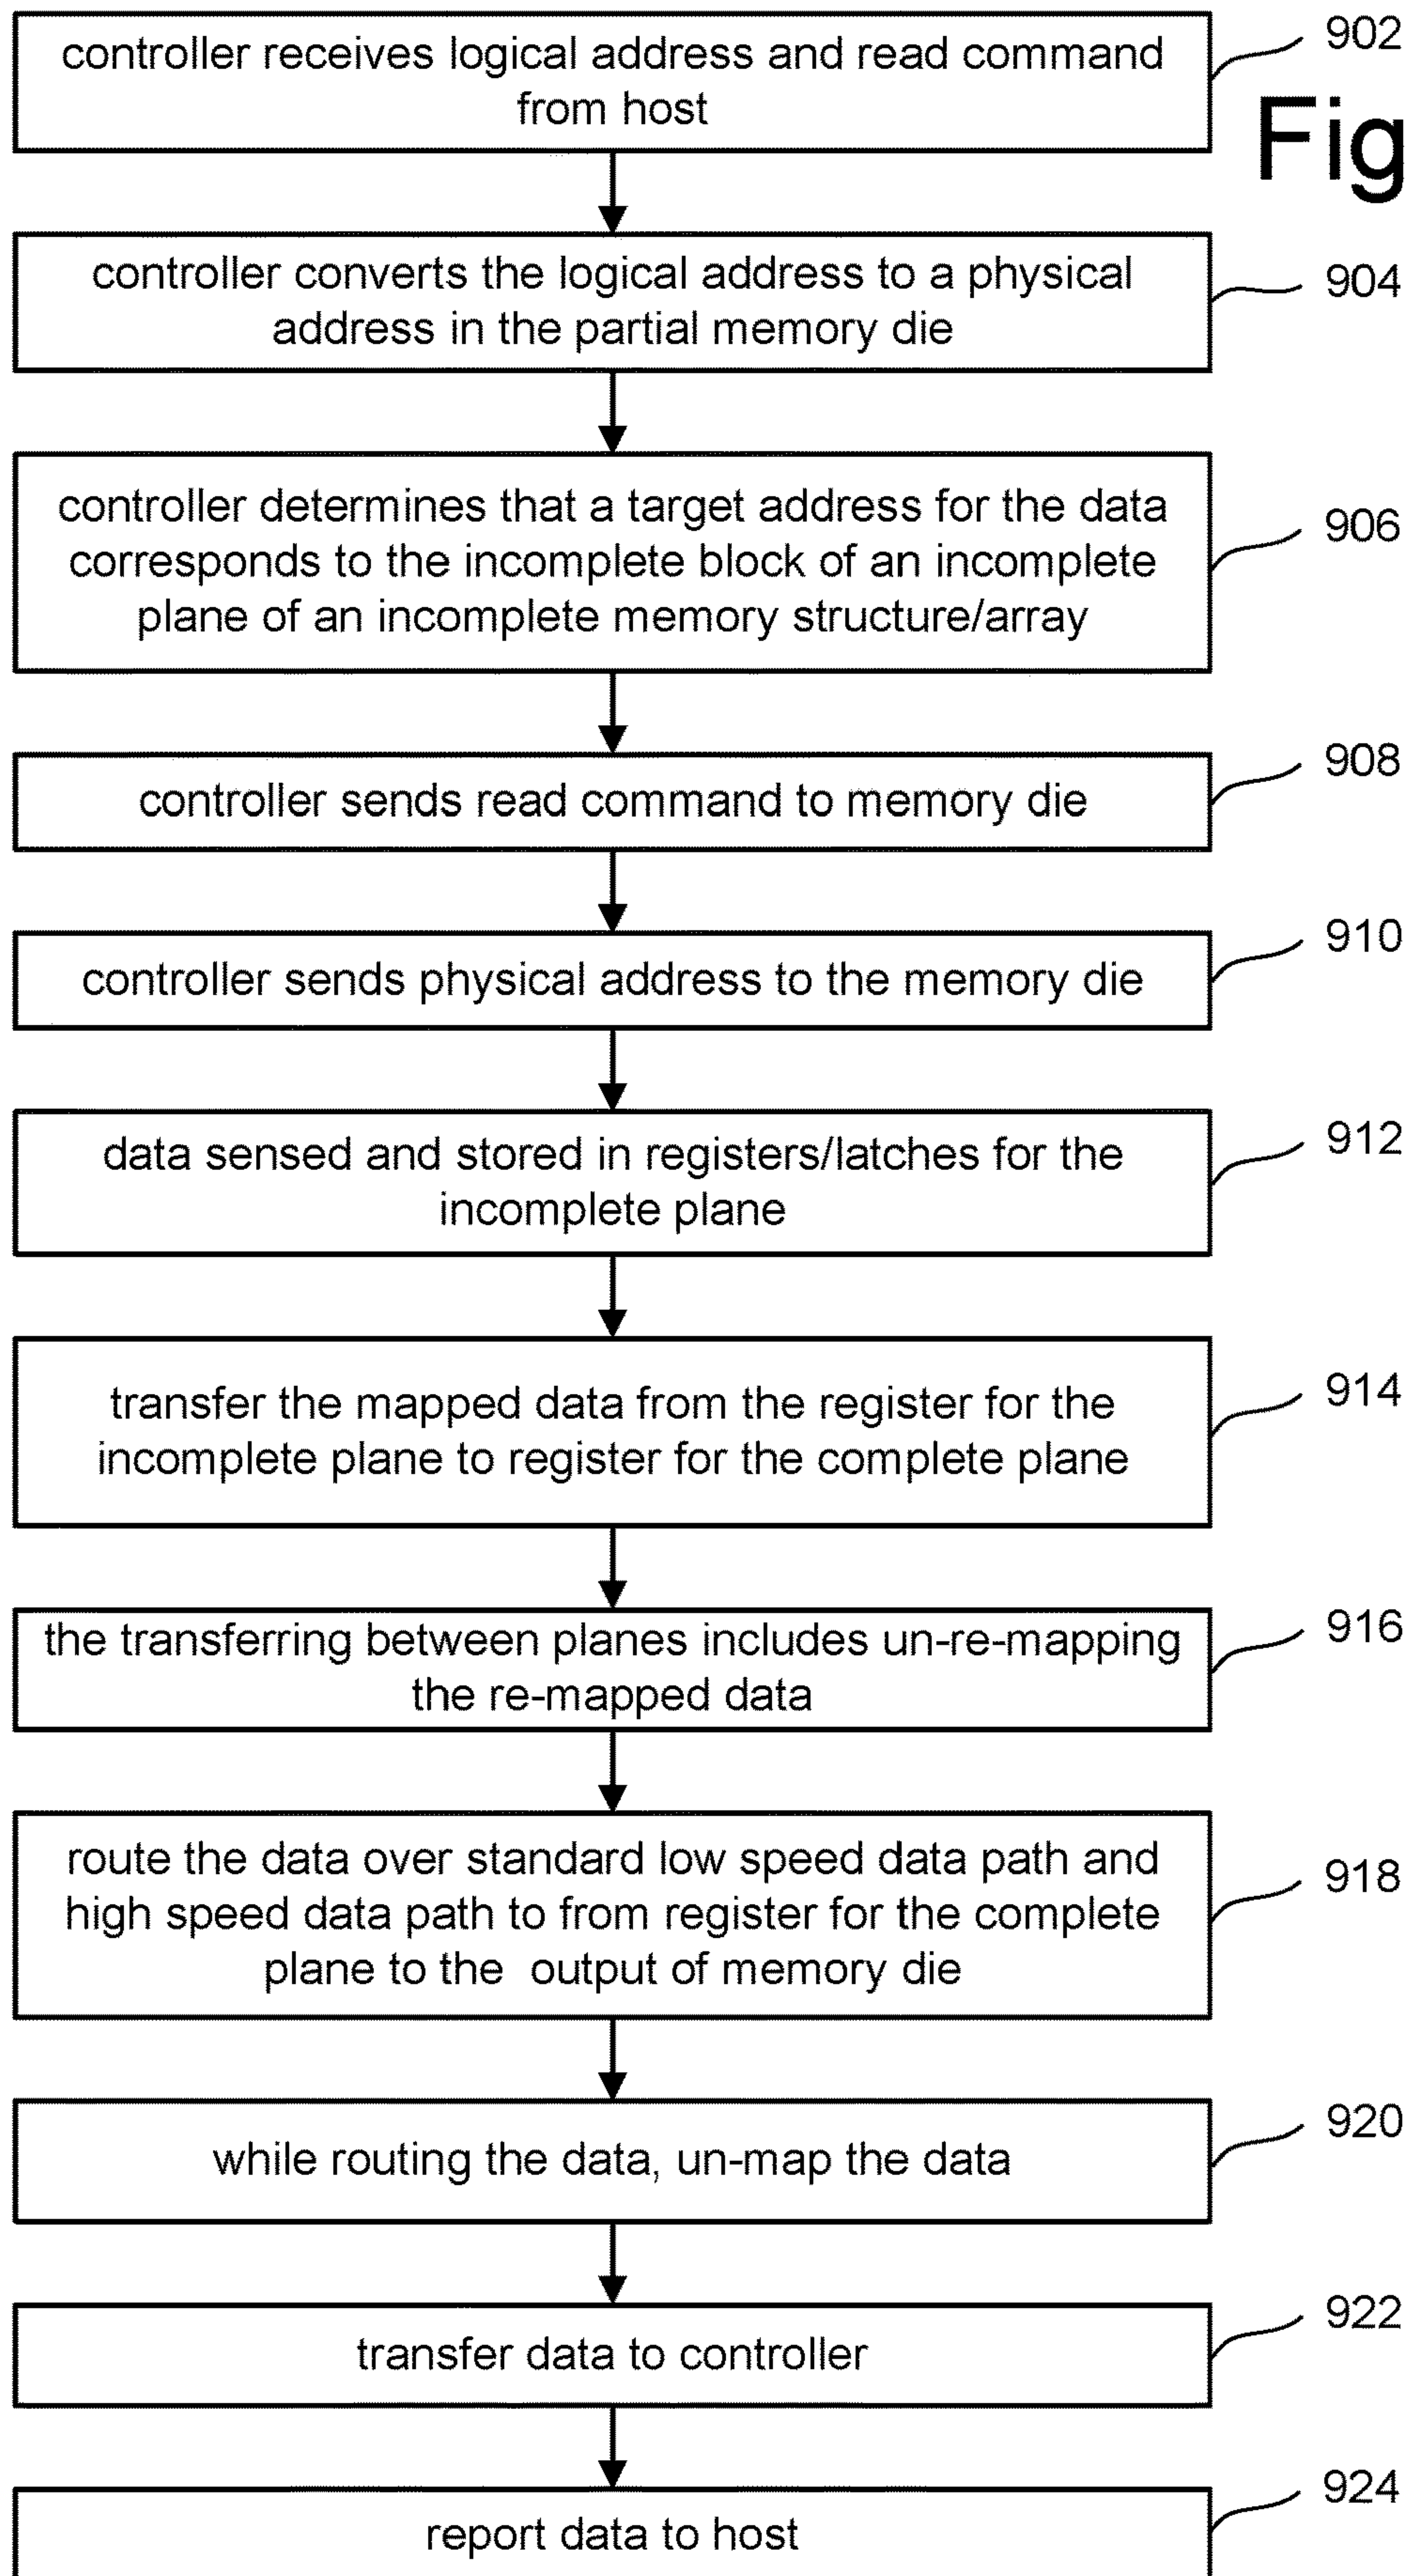 controller receives logical address and read command
from host
902
Fig
controller converts the logical address to a physical
address in the partial memory die
904
controller determines that a target address for the data
corresponds to the incomplete block of an incomplete
plane of an incomplete memory structure/array
906
controller sends read command to memory die
908
controller sends physical address to the memory die
910
data sensed and stored in registers/latches for the
incomplete plane
912
transfer the mapped data from the register for the
incomplete plane to register for the complete plane
914
the transferring between planes includes un-re-mapping
the re-mapped data
916
route the data over standard low speed data path and
high speed data path to from register for the complete
plane to the output of memory die
918
while routing the data, un-map the data
920
transfer data to controller
922
report data to host
924